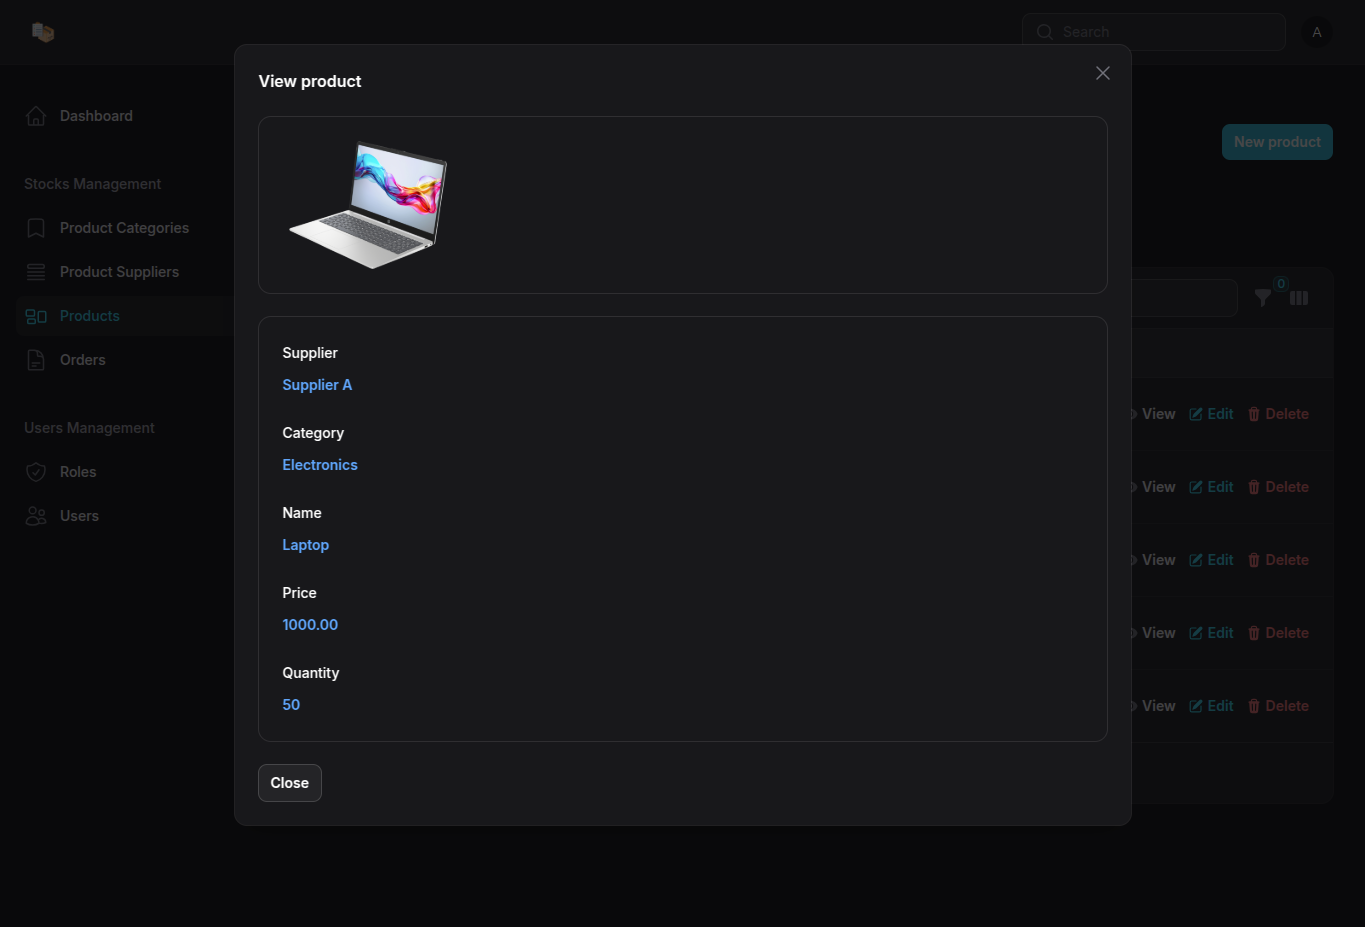 Search
A
View product
Dashboard
New product
Stocks Management
Product Categories
Product Suppliers
0
Products
Supplier
Orders
Supplier A
View Edit Delete
Users Management
Category
Electronics
Roles
View Edit Delete
Name
Users
Laptop
View Edit Delete
Price
1000.00
View Edit Delete
Quantity
50
View Edit Delete
Close